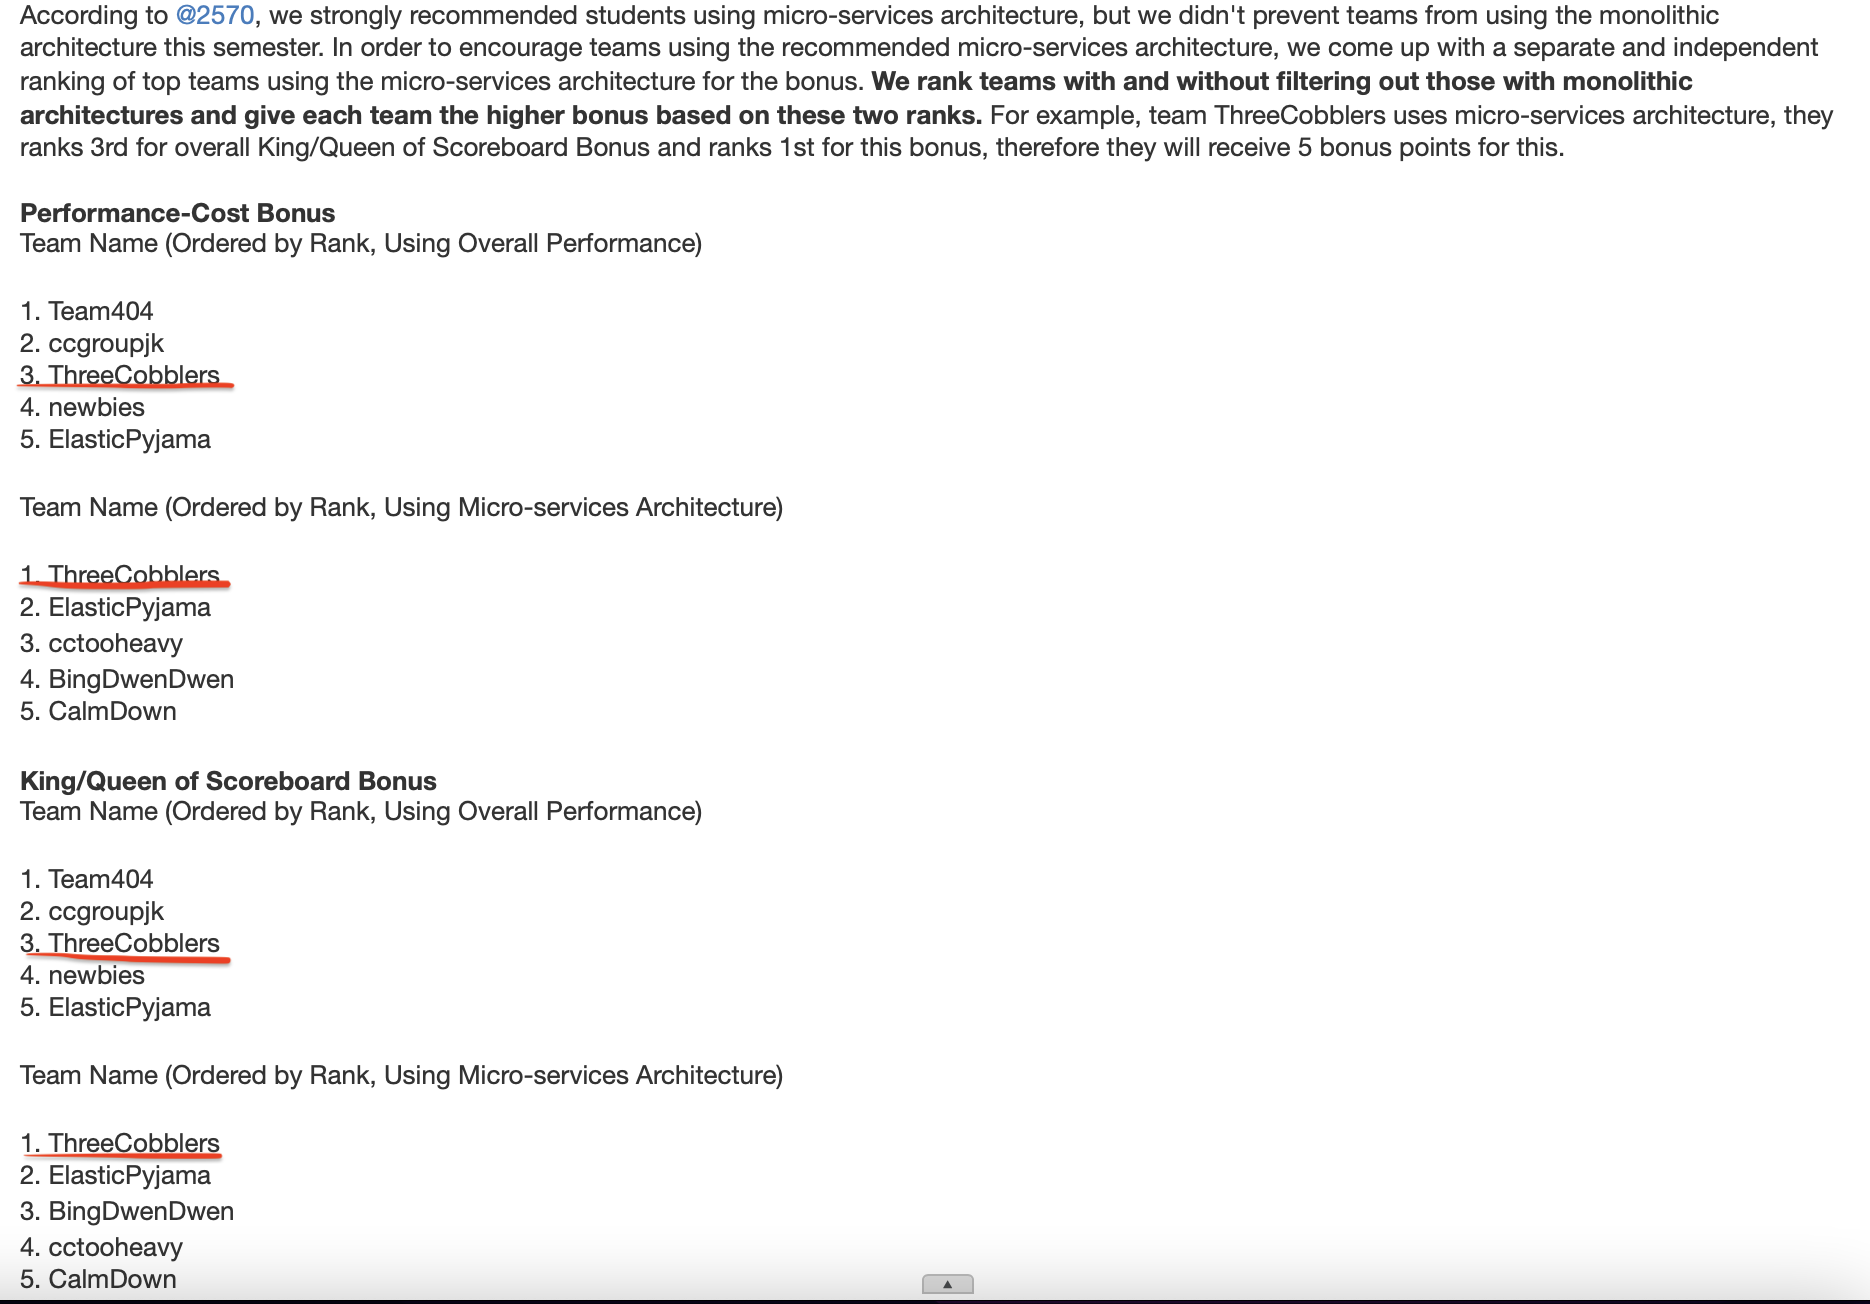 According to @2570, we strongly recommended students using micro-services architecture, but we didn't prevent teams from using the monolithic
architecture this semester. In order to encourage teams using the recommended micro-services architecture, we come up with a separate and independent
ranking of top teams using the micro-services architecture for the bonus. We rank teams with and without filtering out those with monolithic
architectures and give each team the higher bonus based on these two ranks. For example, team ThreeCobblers uses micro-services architecture, they
ranks 3rd for overall King/Queen of Scoreboard Bonus and ranks 1st for this bonus, therefore they will receive 5 bonus points for this.
Performance-Cost Bonus
Team Name (Ordered by Rank, Using Overall Performance)
1. Team404
2. ccgroupjk
3. ThreeCobblers
4. newbies
5. ElasticPyjama
Team Name (Ordered by Rank, Using Micro-services Architecture)
1. ThreeCobblers
2. ElasticPyjama
3. cctooheavy
4. BingDwenDwen
5. CalmDown
King/Queen of Scoreboard Bonus
Team Name (Ordered by Rank, Using Overall Performance)
1. Team404
2. ccgroupjk
3. ThreeCobblers
4. newbies
5. ElasticPyjama
Team Name (Ordered by Rank, Using Micro-services Architecture)
1. ThreeCobblers
2. ElasticPyjama
3. BingDwenDwen
4. cctooheavy
5. CalmDown